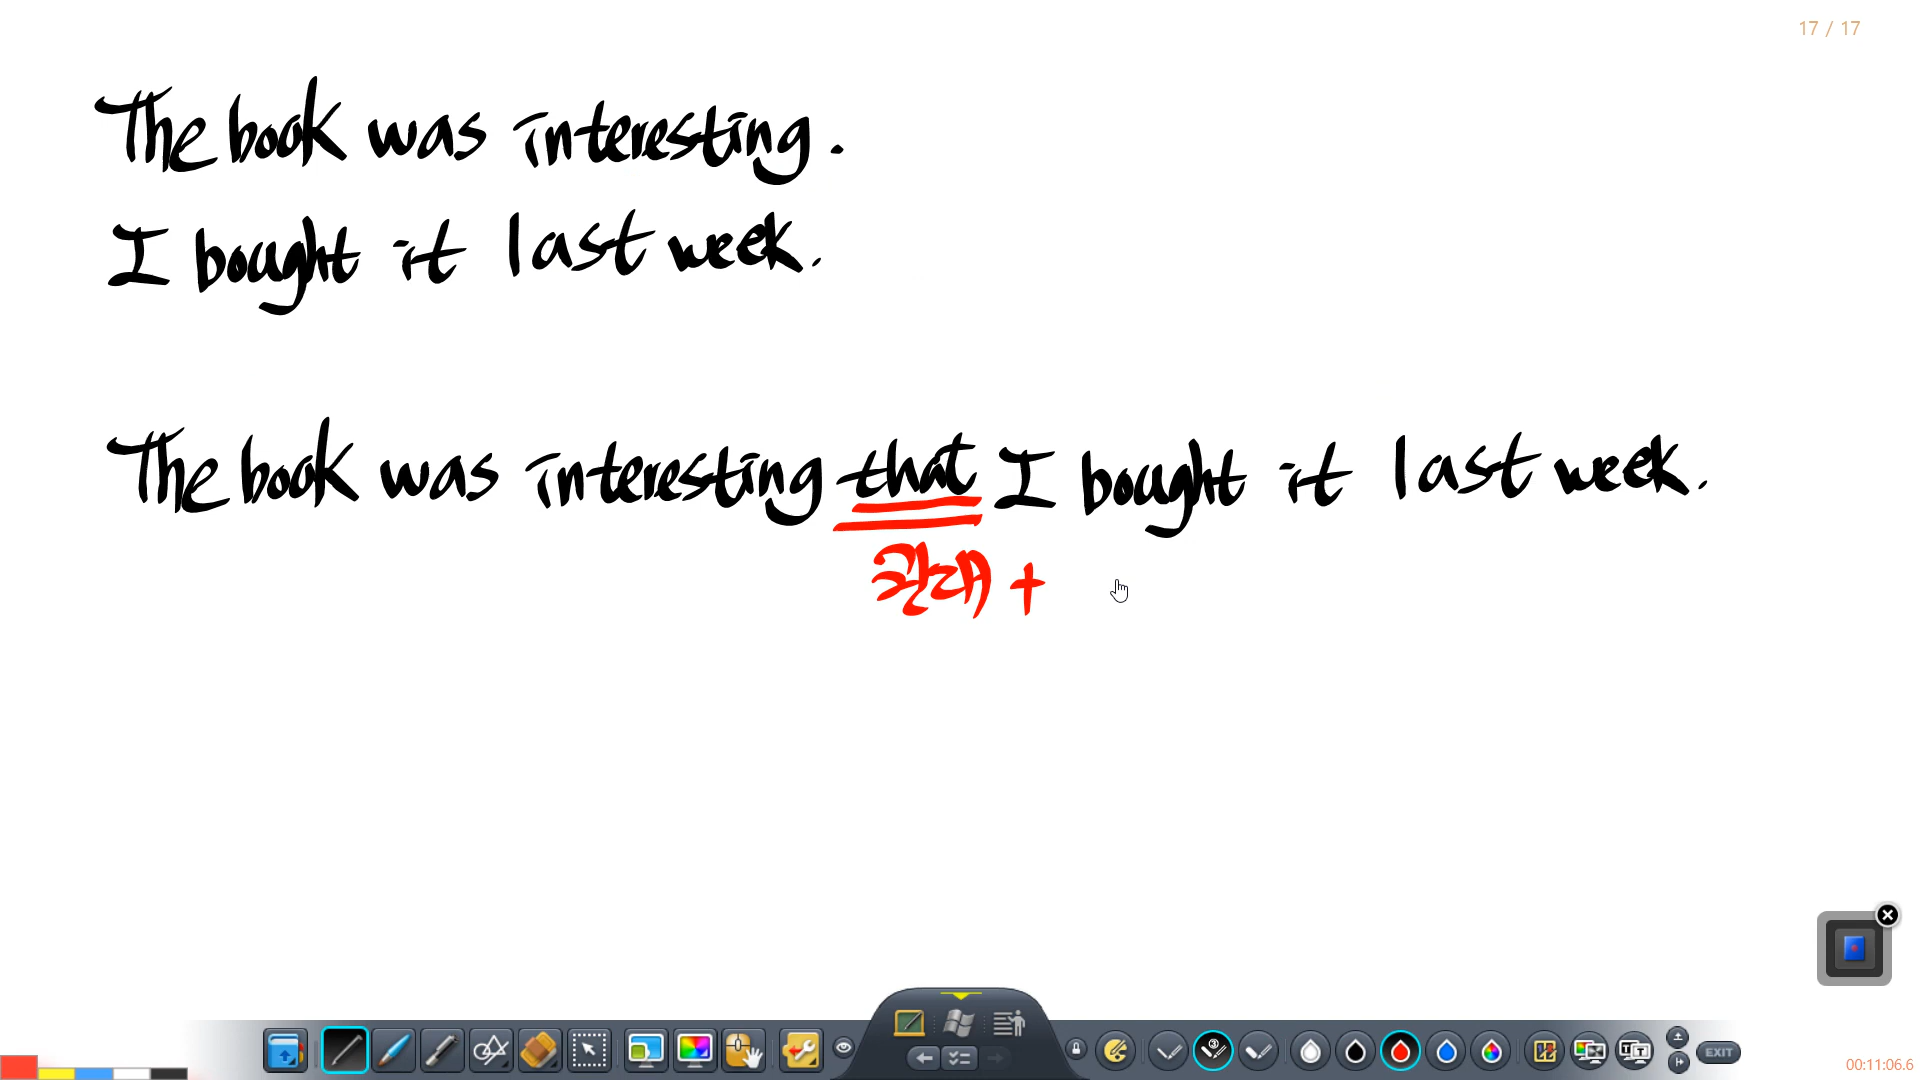 17 / 17
The book was interesting.
I bought it last week.
The book was interesting that I bought it last week.
관대 +
EXIT
00:11:06.6